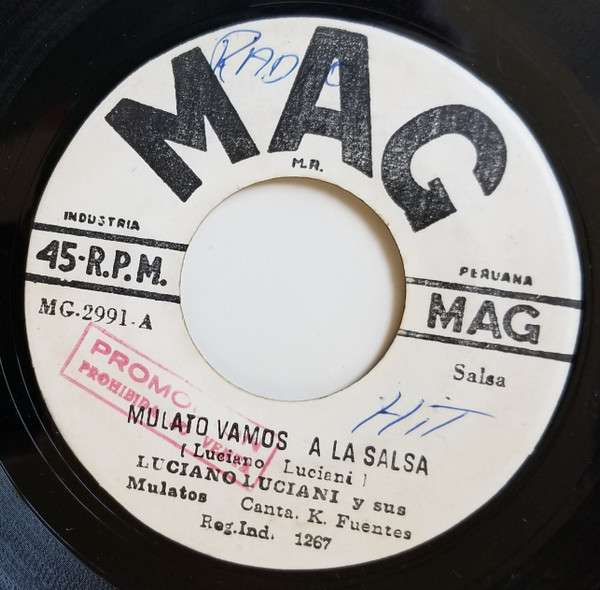 RADIO
MAG
M.R.
INDUSTRIA
45-R.P.M.
PERUANA
MAG
MG-2991-A
Salsa
PROMO
PROHIBIDA
HIT
MULATO VAMOS A LA SALSA
( Luciano Luciani )
LUCIANO LUCIANI y sus
Mulatos Canta. K. Fuentes
Reg.Ind. 1267